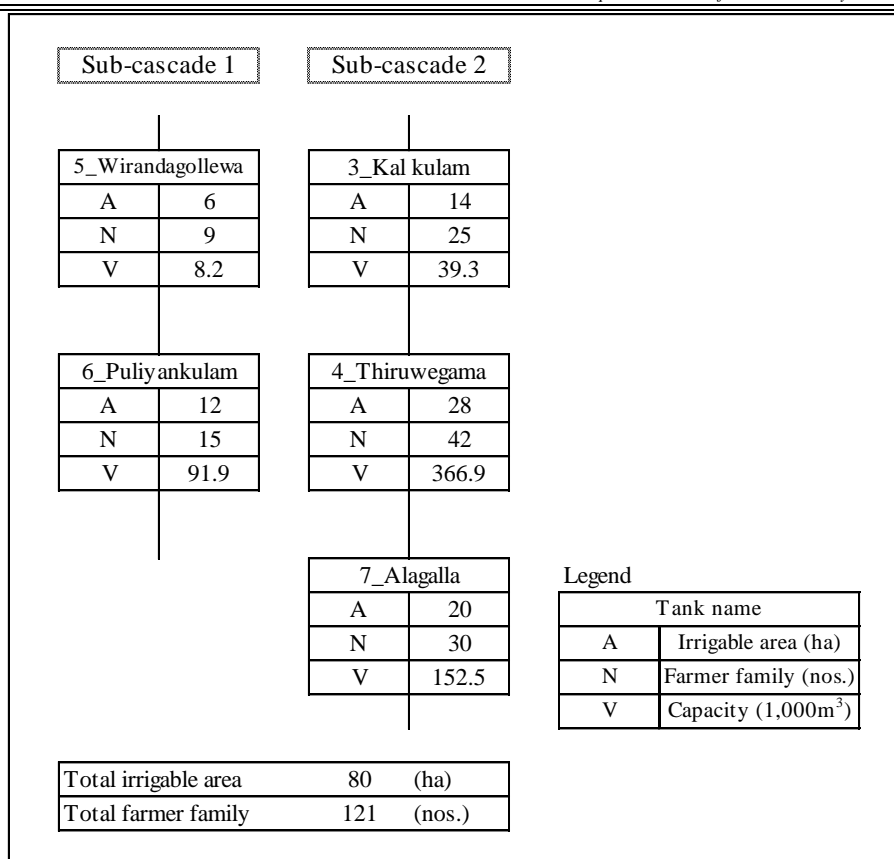 Sub-cascade 1 Sub-cascade 2
5_Wirandagollewa 3_Kal kulam
A 6 A 14
N 9 N 25
V 8.2 V 39.3
6_Puliyankulam 4_Thiruwegama
A 12 A 28
N 15 N 42
V 91.9 V 366.9
7_Alagalla Legend
A 20 Tank name
N 30 A Irrigable area (ha)
V 152.5 N Farmer family (nos.)
V Capacity (1,000m³)
Total irrigable area 80 (ha)
Total farmer family 121 (nos.)